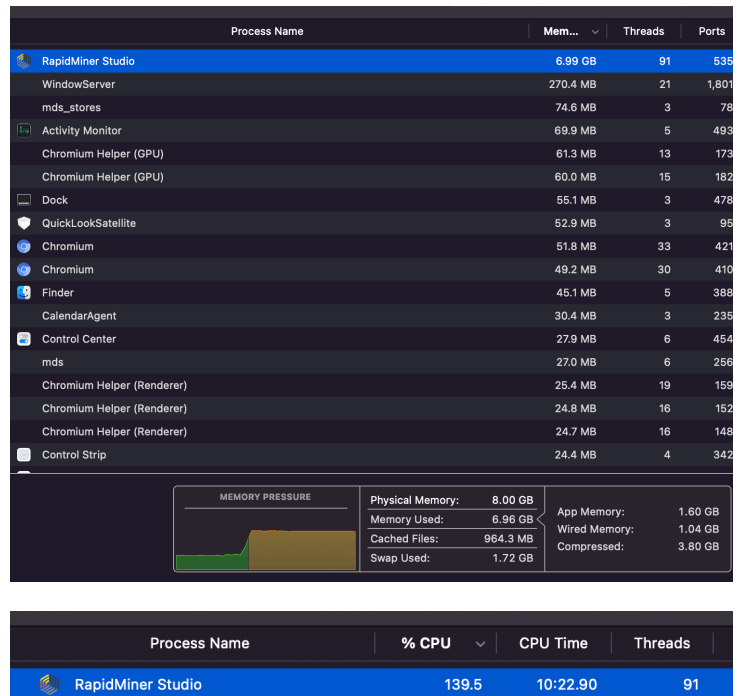 Process Name Mem... Threads Ports
RapidMiner Studio 6.99 GB 91 535
WindowServer 270.4 MB 21 1,801
mds_stores 74.6 MB 3 78
Activity Monitor 69.9 MB 5 493
Chromium Helper (GPU) 61.3 MB 13 173
Chromium Helper (GPU) 60.0 MB 15 182
Dock 55.1 MB 3 478
QuickLookSatellite 52.9 MB 3 95
Chromium 51.8 MB 33 421
Chromium 49.2 MB 30 410
Finder 45.1 MB 5 388
CalendarAgent 30.4 MB 3 235
Control Center 27.9 MB 6 454
mds 27.0 MB 6 256
Chromium Helper (Renderer) 25.4 MB 19 159
Chromium Helper (Renderer) 24.8 MB 16 152
Chromium Helper (Renderer) 24.7 MB 16 148
Control Strip 24.4 MB 4 342
MEMORY PRESSURE
Physical Memory: 8.00 GB
Memory Used: 6.96 GB
Cached Files: 964.3 MB
Swap Used: 1.72 GB
App Memory: 1.60 GB
Wired Memory: 1.04 GB
Compressed: 3.80 GB
Process Name % CPU CPU Time Threads
RapidMiner Studio 139.5 10:22.90 91